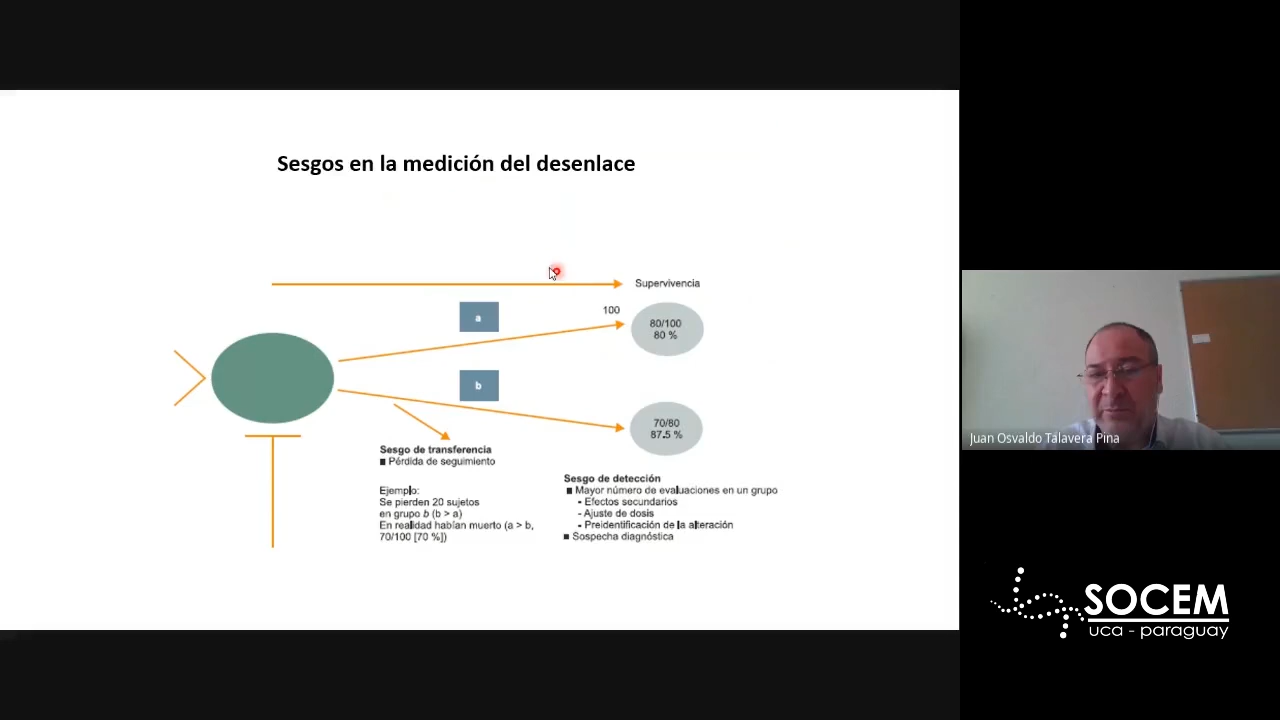 Sesgos en la medición del desenlace
Supervivencia
100
a
80/100
80 %
b
70/80
87.5 %
Sesgo de transferencia
■ Pérdida de seguimiento
Ejemplo:
Se pierden 20 sujetos
en grupo b (b > a)
En realidad habían muerto (a > b,
70/100 [70 %])
Sesgo de detección
■ Mayor número de evaluaciones en un grupo
- Efectos secundarios
- Ajuste de dosis
- Preidentificación de la alteración
■ Sospecha diagnóstica
Juan Osvaldo Talavera Pina
SOCEM
uca - paraguay